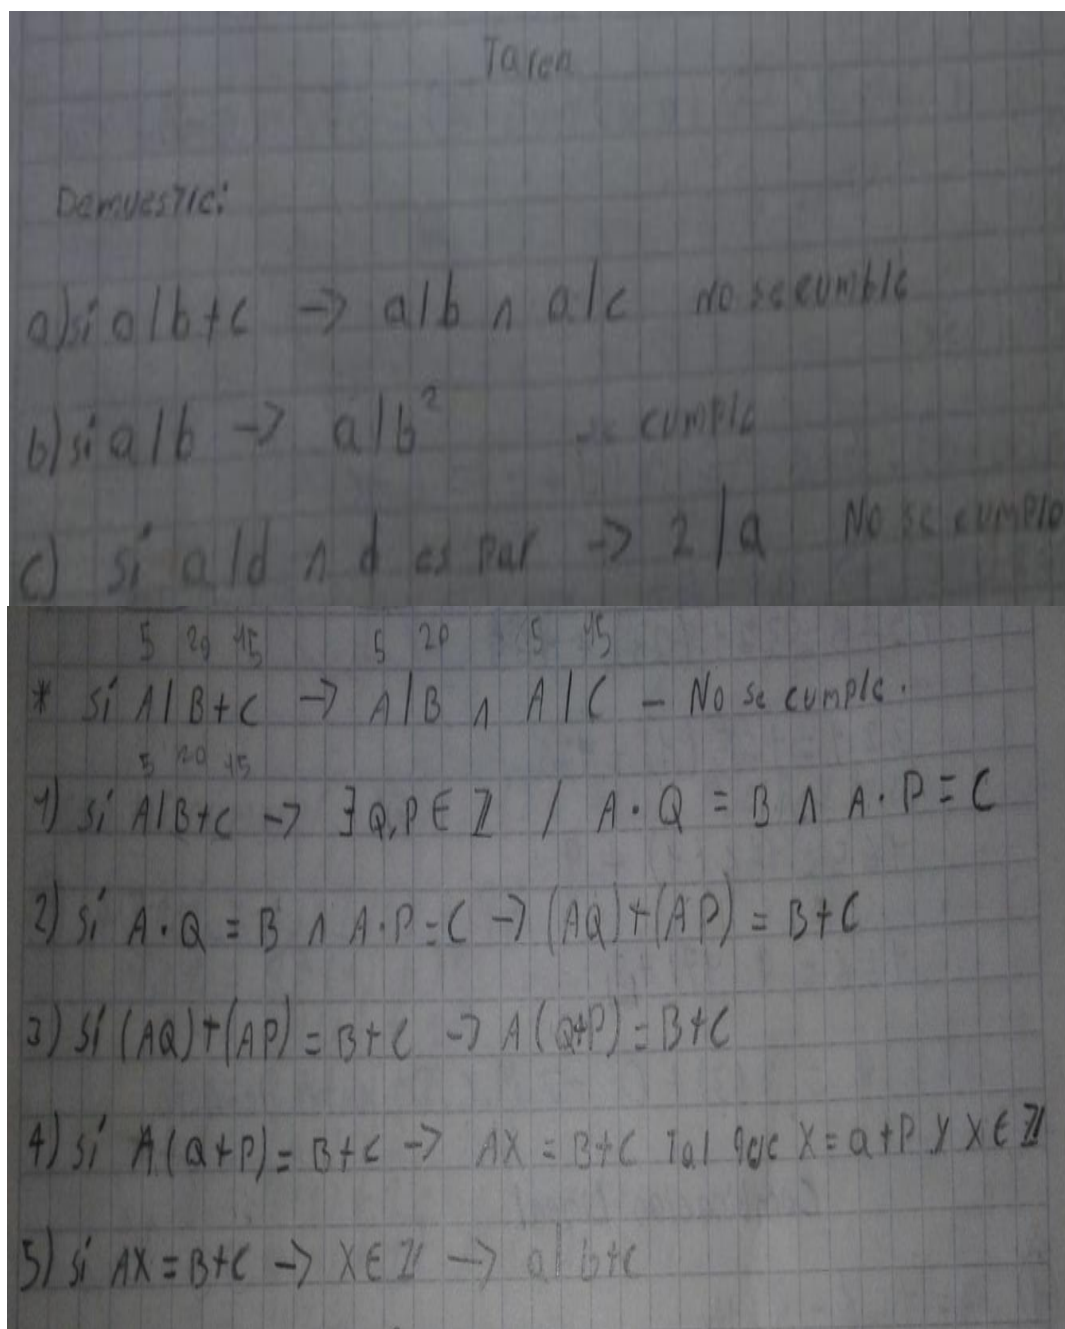 Tarea
Demuestre:
a) si a|b+c → a|b ∧ a|c No se cumple
b) si a|b → a|b² se cumple
c) si a|d ∧ d es par → 2|a No se cumple
5 20 15 5 20 5 15
* Si A|B+C → A|B ∧ A|C – No se cumple.
5 20 15
1) si A|B+C → ∃ Q,P ∈ Z / A·Q = B ∧ A·P = C
2) si A·Q = B ∧ A·P = C → (AQ)+(AP) = B+C
3) si (AQ)+(AP) = B+C → A(Q+P) = B+C
4) si A(Q+P) = B+C → AX = B+C Tal que X = Q+P y X ∈ Z
5) si AX = B+C → X ∈ Z → a|b+c